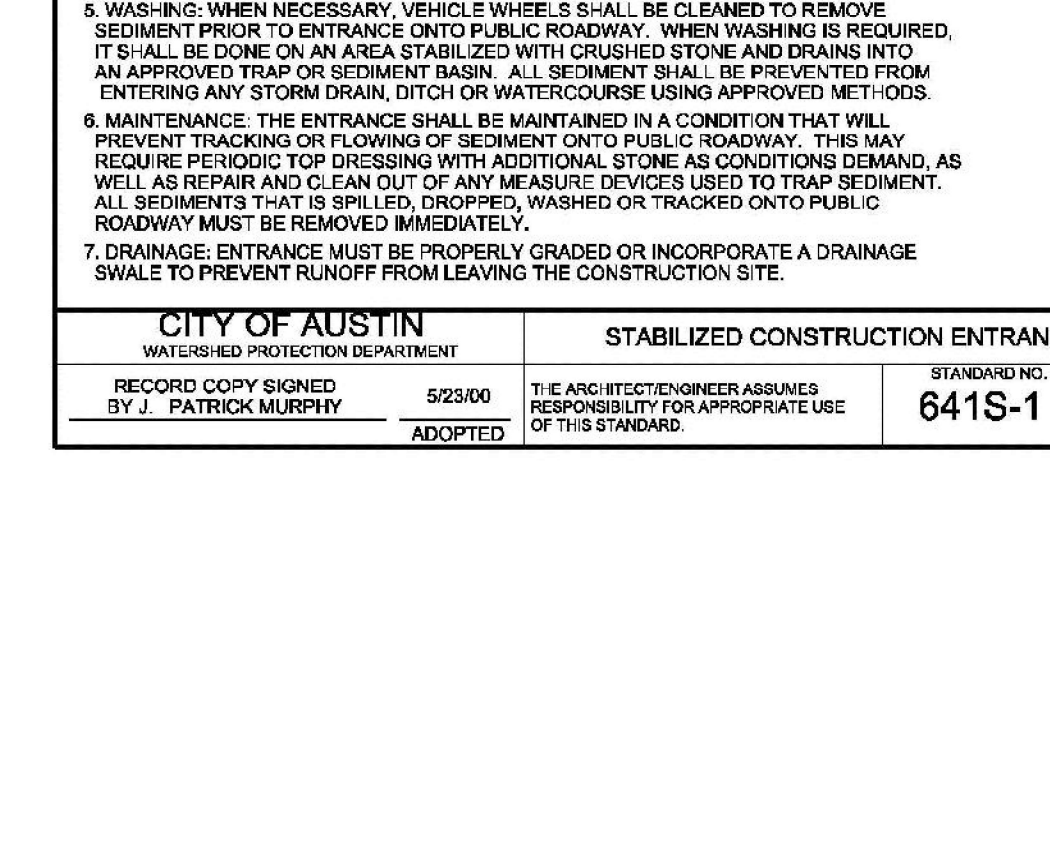 5. WASHING: WHEN NECESSARY, VEHICLE WHEELS SHALL BE CLEANED TO REMOVE
SEDIMENT PRIOR TO ENTRANCE ONTO PUBLIC ROADWAY. WHEN WASHING IS REQUIRED,
IT SHALL BE DONE ON AN AREA STABILIZED WITH CRUSHED STONE AND DRAINS INTO
AN APPROVED TRAP OR SEDIMENT BASIN. ALL SEDIMENT SHALL BE PREVENTED FROM
ENTERING ANY STORM DRAIN, DITCH OR WATERCOURSE USING APPROVED METHODS.
6. MAINTENANCE: THE ENTRANCE SHALL BE MAINTAINED IN A CONDITION THAT WILL
PREVENT TRACKING OR FLOWING OF SEDIMENT ONTO PUBLIC ROADWAY. THIS MAY
REQUIRE PERIODIC TOP DRESSING WITH ADDITIONAL STONE AS CONDITIONS DEMAND, AS
WELL AS REPAIR AND CLEAN OUT OF ANY MEASURE DEVICES USED TO TRAP SEDIMENT.
ALL SEDIMENTS THAT IS SPILLED, DROPPED, WASHED OR TRACKED ONTO PUBLIC
ROADWAY MUST BE REMOVED IMMEDIATELY.
7. DRAINAGE: ENTRANCE MUST BE PROPERLY GRADED OR INCORPORATE A DRAINAGE
SWALE TO PREVENT RUNOFF FROM LEAVING THE CONSTRUCTION SITE.
CITY OF AUSTIN
WATERSHED PROTECTION DEPARTMENT
STABILIZED CONSTRUCTION ENTRAN
RECORD COPY SIGNED
BY J. PATRICK MURPHY
5/23/00
ADOPTED
THE ARCHITECT/ENGINEER ASSUMES
RESPONSIBILITY FOR APPROPRIATE USE
OF THIS STANDARD.
STANDARD NO.
641S-1